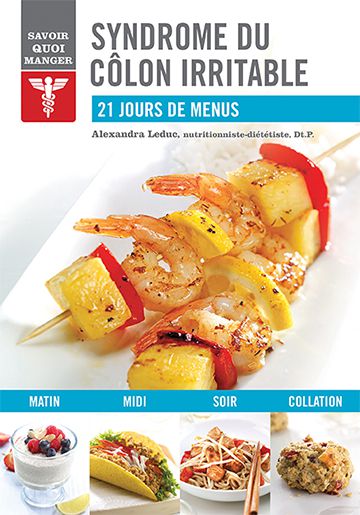 SAVOIR
QUOI
MANGER
SYNDROME DU
CÔLON IRRITABLE
21 JOURS DE MENUS
Alexandra Leduc, nutritionniste-diététiste, Dt.P.
MATIN
MIDI
SOIR
COLLATION